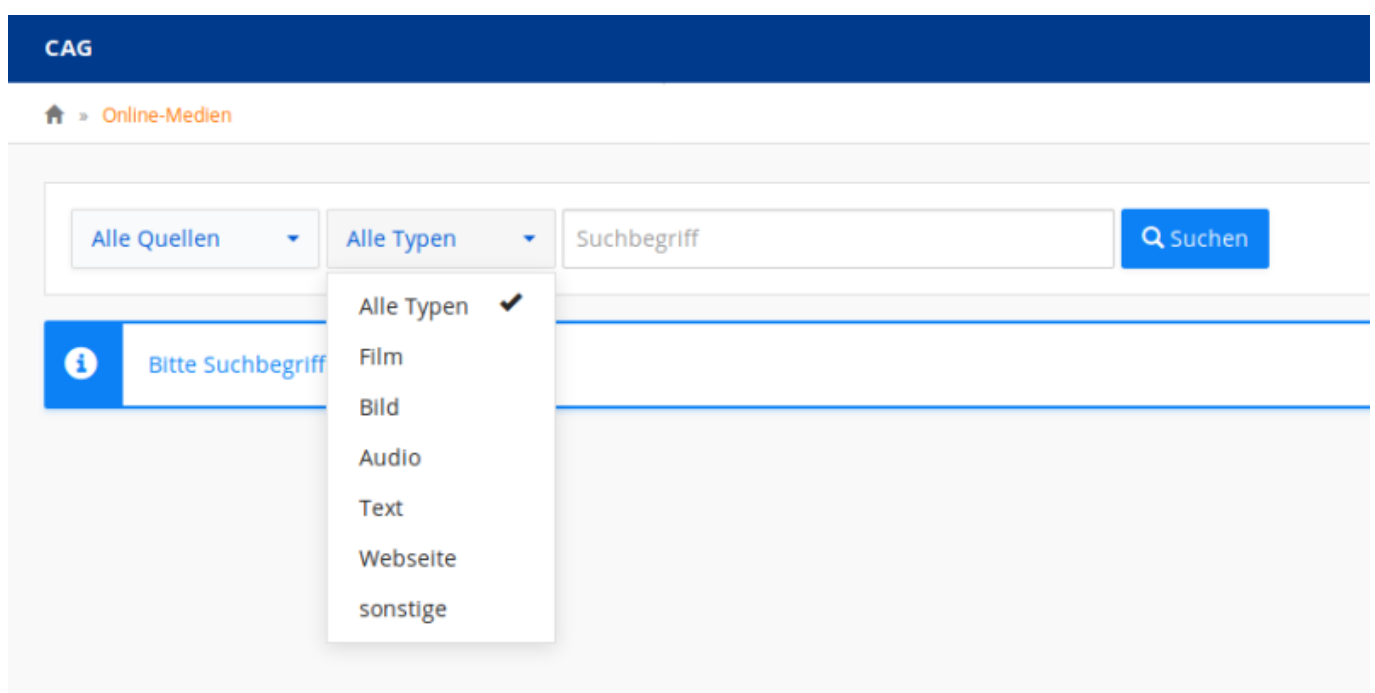 CAG
» Online-Medien
Alle Quellen Alle Typen Suchbegriff Suchen
Alle Typen
Film
Bitte Suchbegriff
Bild
Audio
Text
Webseite
sonstige